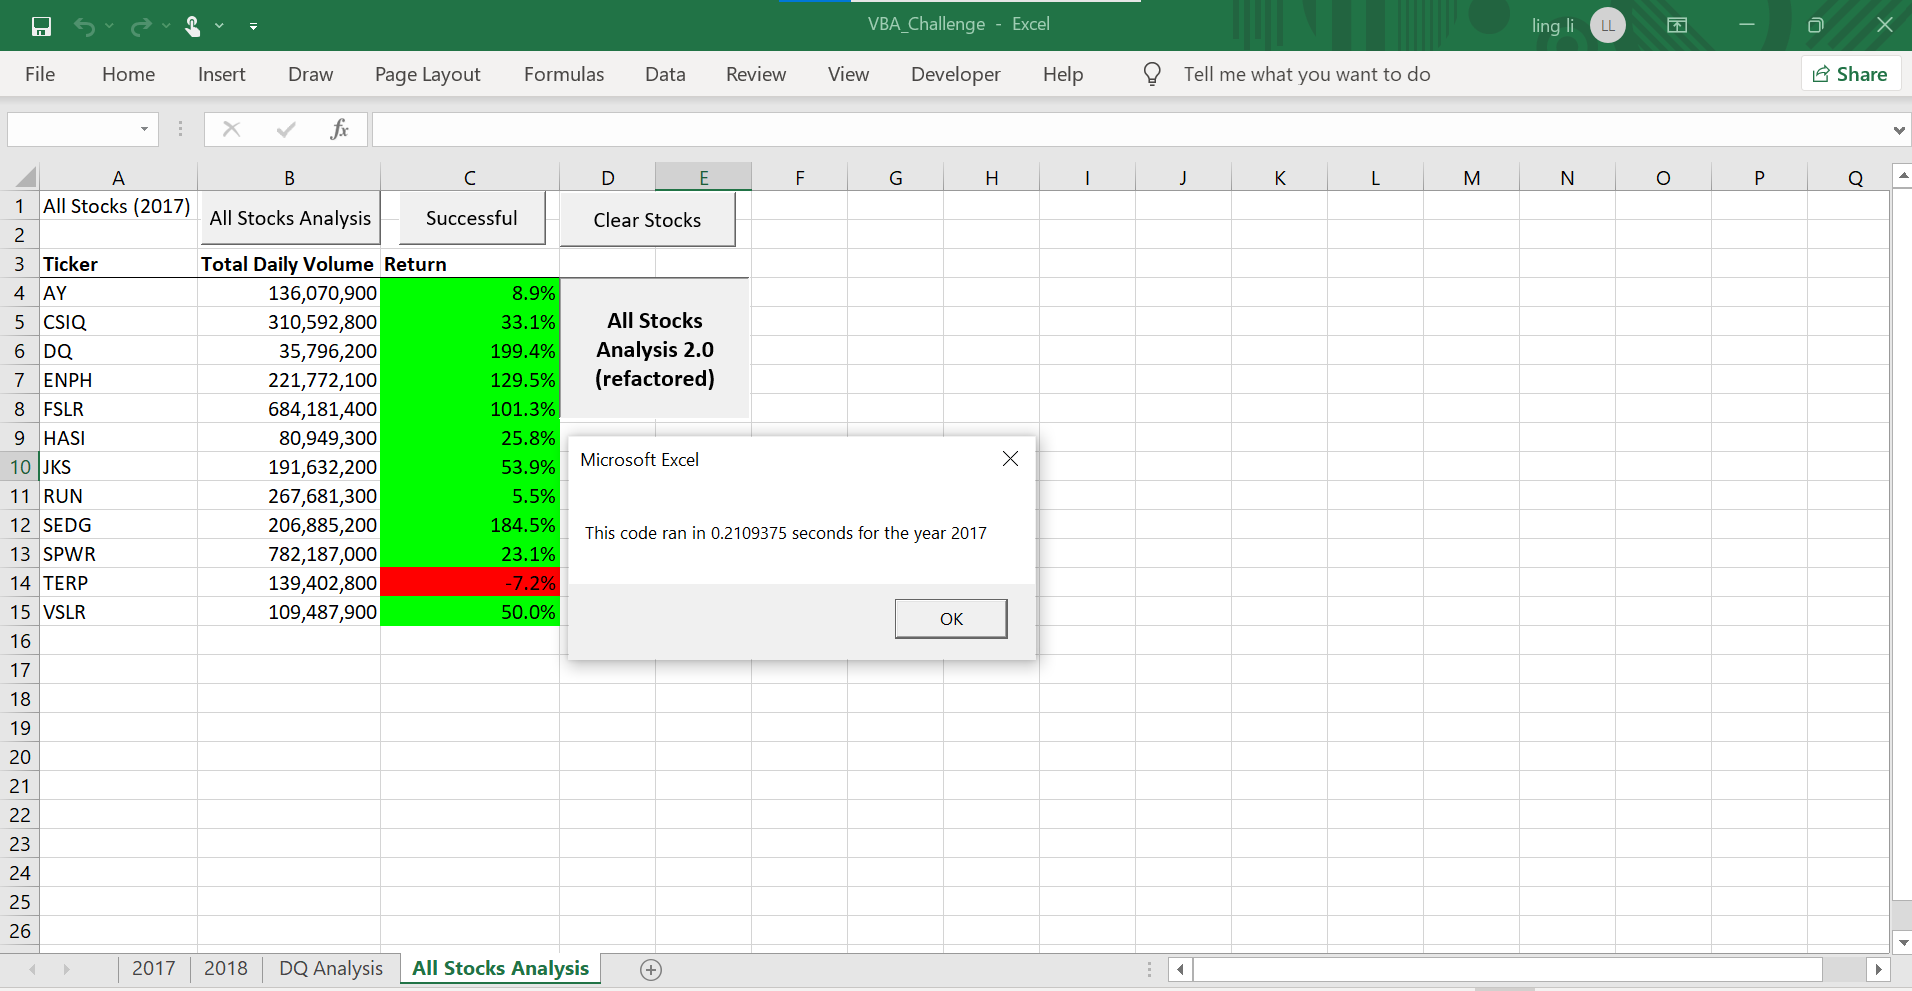 VBA_Challenge - Excel
ling li LL
File Home Insert Draw Page Layout Formulas Data Review View Developer Help Tell me what you want to do Share
fx
A B C D E F G H I J K L M N O P Q
1 All Stocks (2017) All Stocks Analysis Successful Clear Stocks
2
3 Ticker Total Daily Volume Return
4 AY 136,070,900 8.9%
5 CSIQ 310,592,800 33.1%
6 DQ 35,796,200 199.4%
7 ENPH 221,772,100 129.5%
8 FSLR 684,181,400 101.3%
9 HASI 80,949,300 25.8%
10 JKS 191,632,200 53.9%
11 RUN 267,681,300 5.5%
12 SEDG 206,885,200 184.5%
13 SPWR 782,187,000 23.1%
14 TERP 139,402,800 -7.2%
15 VSLR 109,487,900 50.0%
All Stocks
Analysis 2.0
(refactored)
Microsoft Excel
This code ran in 0.2109375 seconds for the year 2017
OK
16
17
18
19
20
21
22
23
24
25
26
2017 2018 DQ Analysis All Stocks Analysis